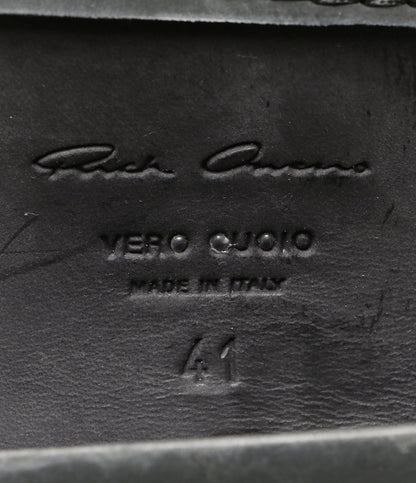 Rick Owens
VERO CUOIO
MADE IN ITALY
41